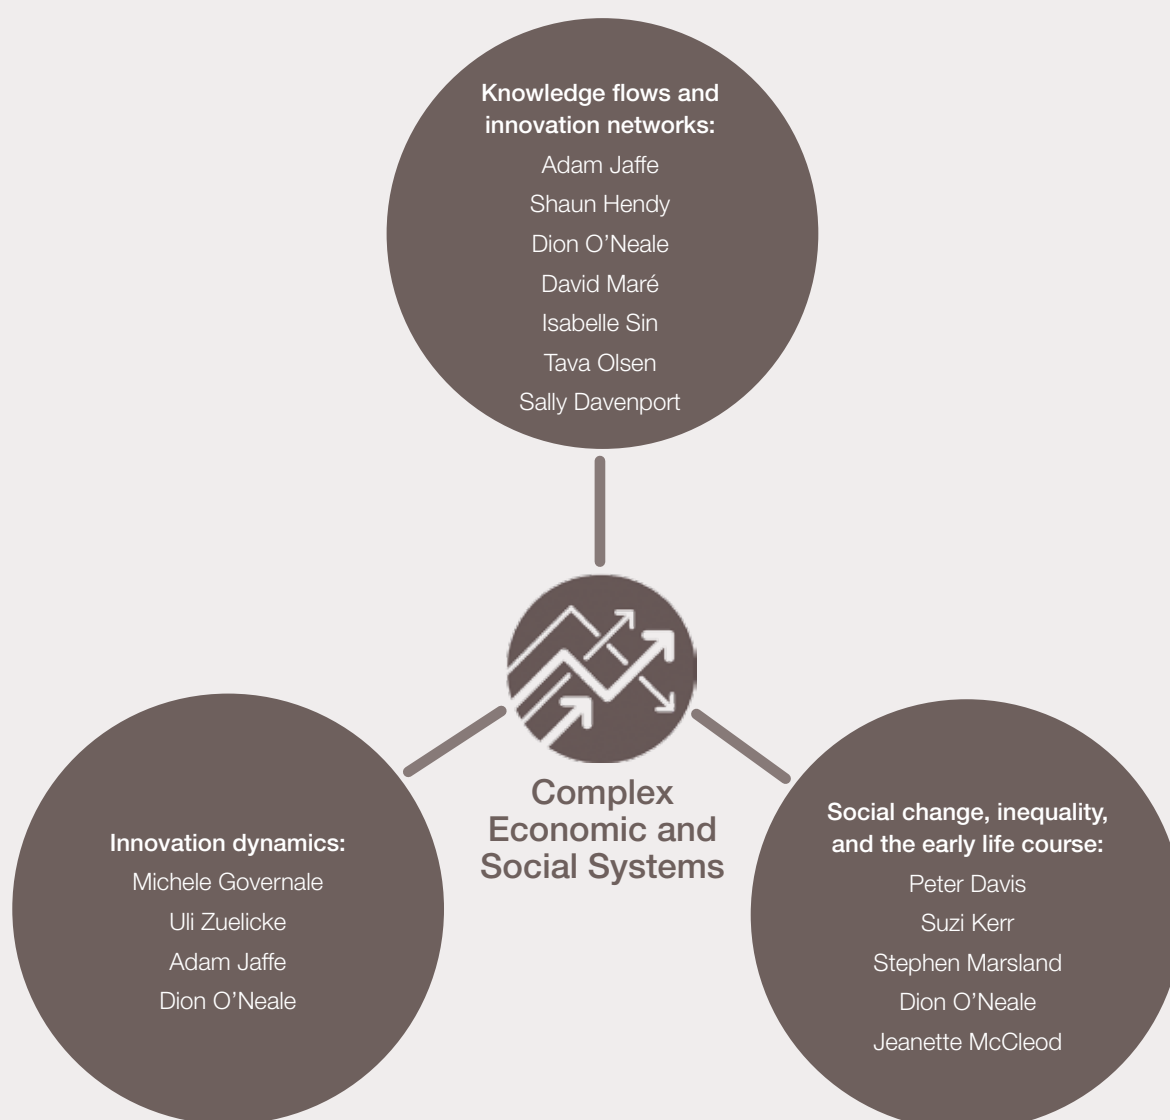 Knowledge flows and
innovation networks:
Adam Jaffe
Shaun Hendy
Dion O’Neale
David Maré
Isabelle Sin
Tava Olsen
Sally Davenport
Complex
Economic and
Social Systems
Innovation dynamics:
Michele Governale
Uli Zuelicke
Adam Jaffe
Dion O’Neale
Social change, inequality,
and the early life course:
Peter Davis
Suzi Kerr
Stephen Marsland
Dion O’Neale
Jeanette McCleod